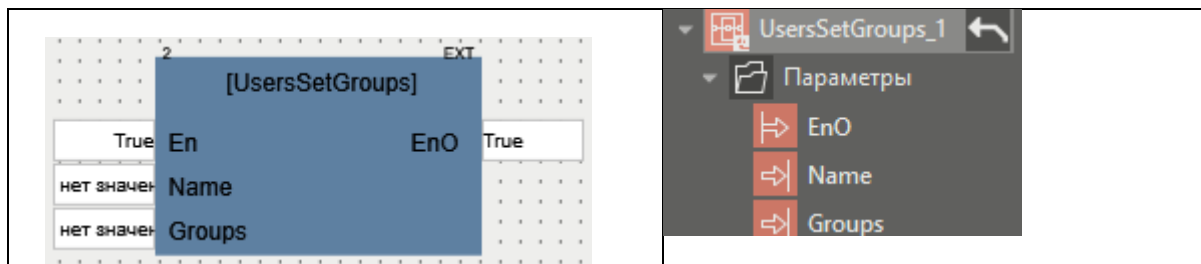 2 EXT
[UsersSetGroups]
True En EnO True
нет значен Name
нет значен Groups
UsersSetGroups_1
Параметры
EnO
Name
Groups